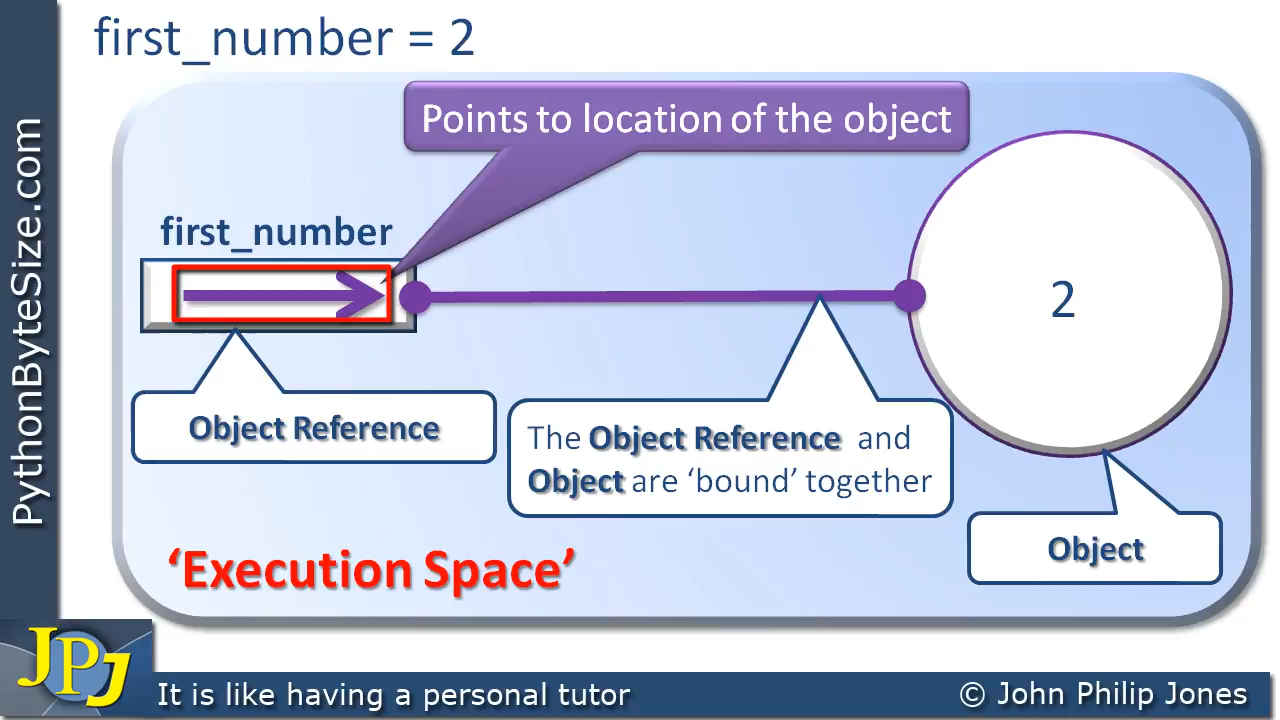 first_number = 2
Points to location of the object
first_number
2
Object Reference
The Object Reference and
Object are ‘bound’ together
Object
‘Execution Space’
PythonByteSize.com
JPJ
It is like having a personal tutor
© John Philip Jones